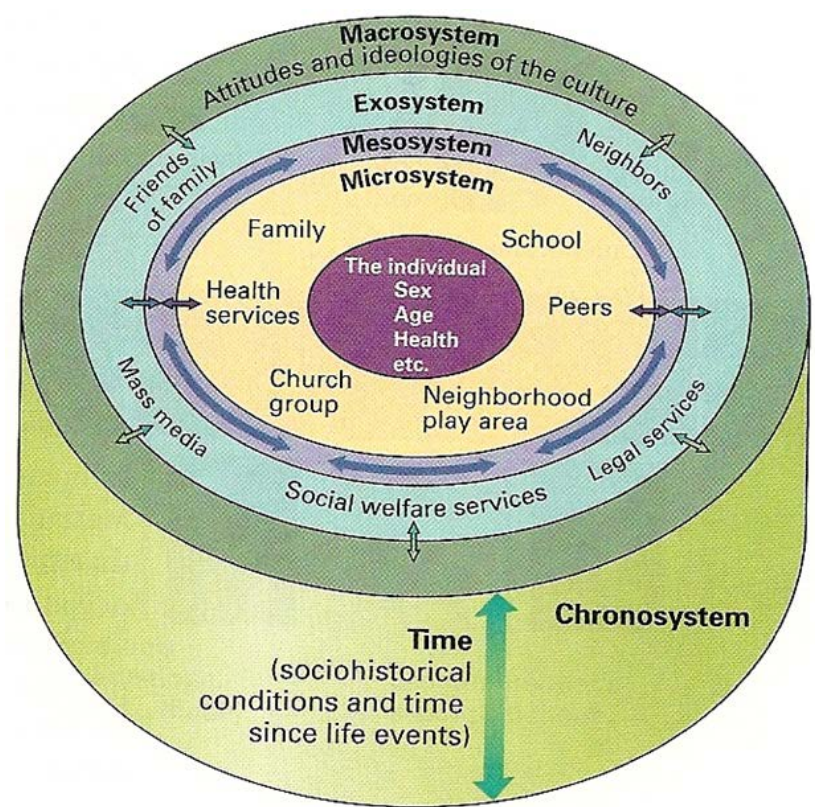 Macrosystem
Attitudes and ideologies of the culture
Exosystem
Mesosystem
Microsystem
Friends
of family
Neighbors
Family
School
The individual
Sex
Age
Health
etc.
Health
services
Peers
Church
group
Neighborhood
play area
Mass media
Legal services
Social welfare services
Chronosystem
Time
(sociohistorical
conditions and time
since life events)